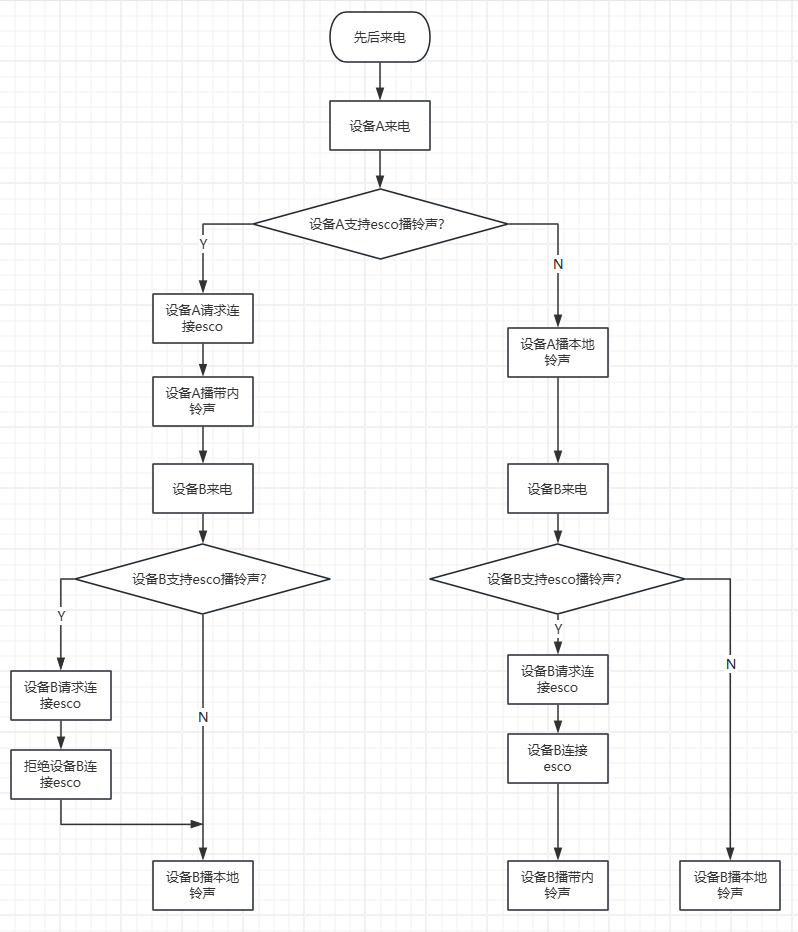 先后来电
设备A来电
设备A支持esco播铃声?
Y
N
设备A请求连
接esco
设备A播本地
铃声
设备A播带内
铃声
设备B来电
设备B来电
设备B支持esco播铃声?
设备B支持esco播铃声?
Y
Y
N
设备B请求连
接esco
设备B请求连
接esco
N
设备B连接
esco
拒绝设备B连
接esco
设备B播本地
铃声
设备B播带内
铃声
设备B播本地
铃声